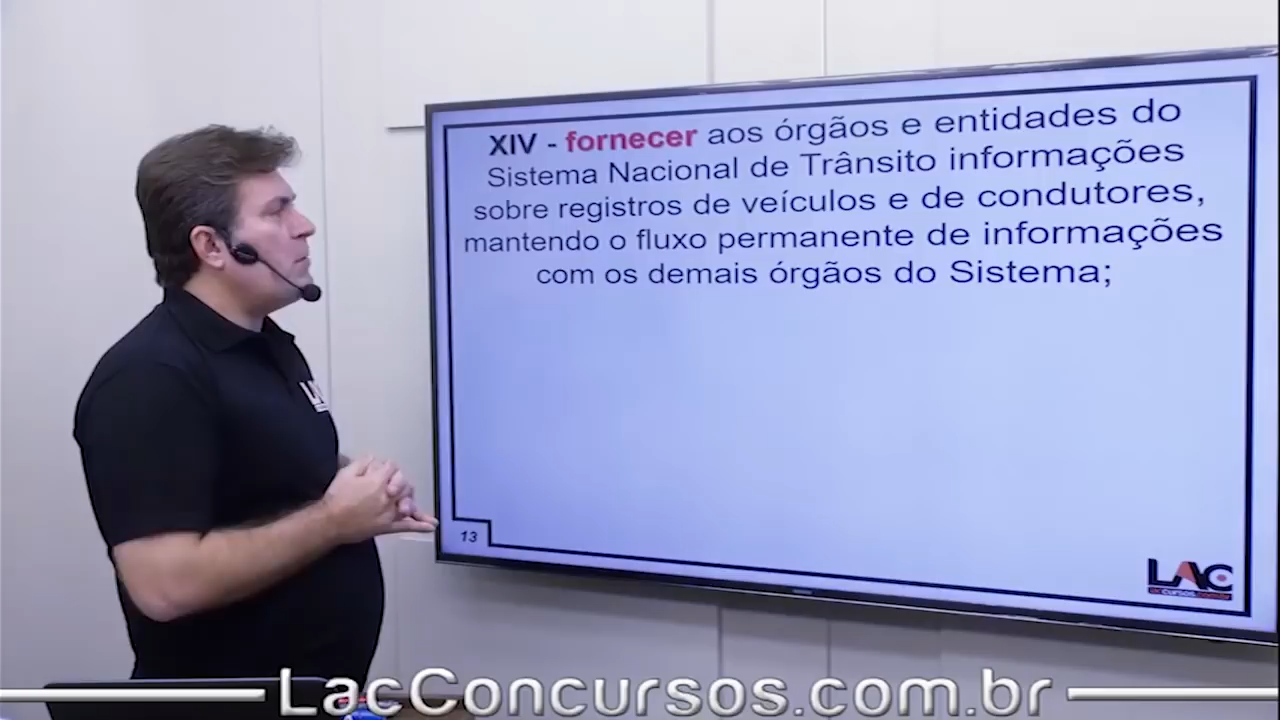 XIV - fornecer aos órgãos e entidades do
Sistema Nacional de Trânsito informações
sobre registros de veículos e de condutores,
mantendo o fluxo permanente de informações
com os demais órgãos do Sistema;
13
LAC
LacConcursos.com.br